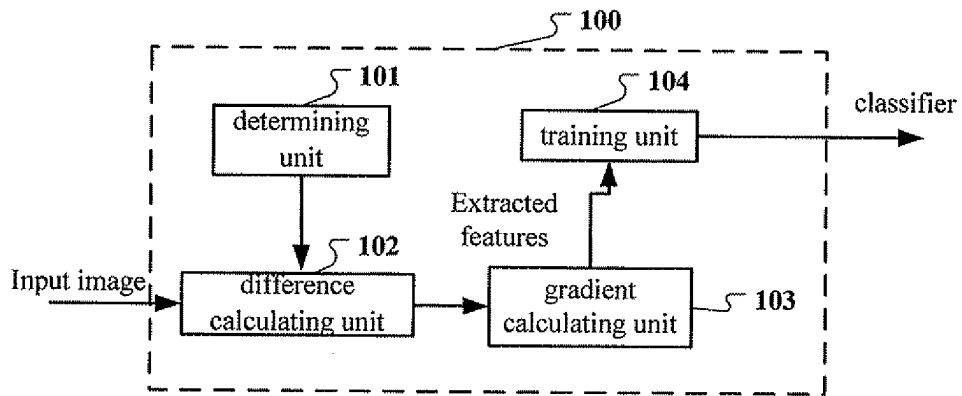 100
101
determining
unit
104
training unit
classifier
Extracted
features
102
Input image
difference
calculating unit
gradient
calculating unit
103